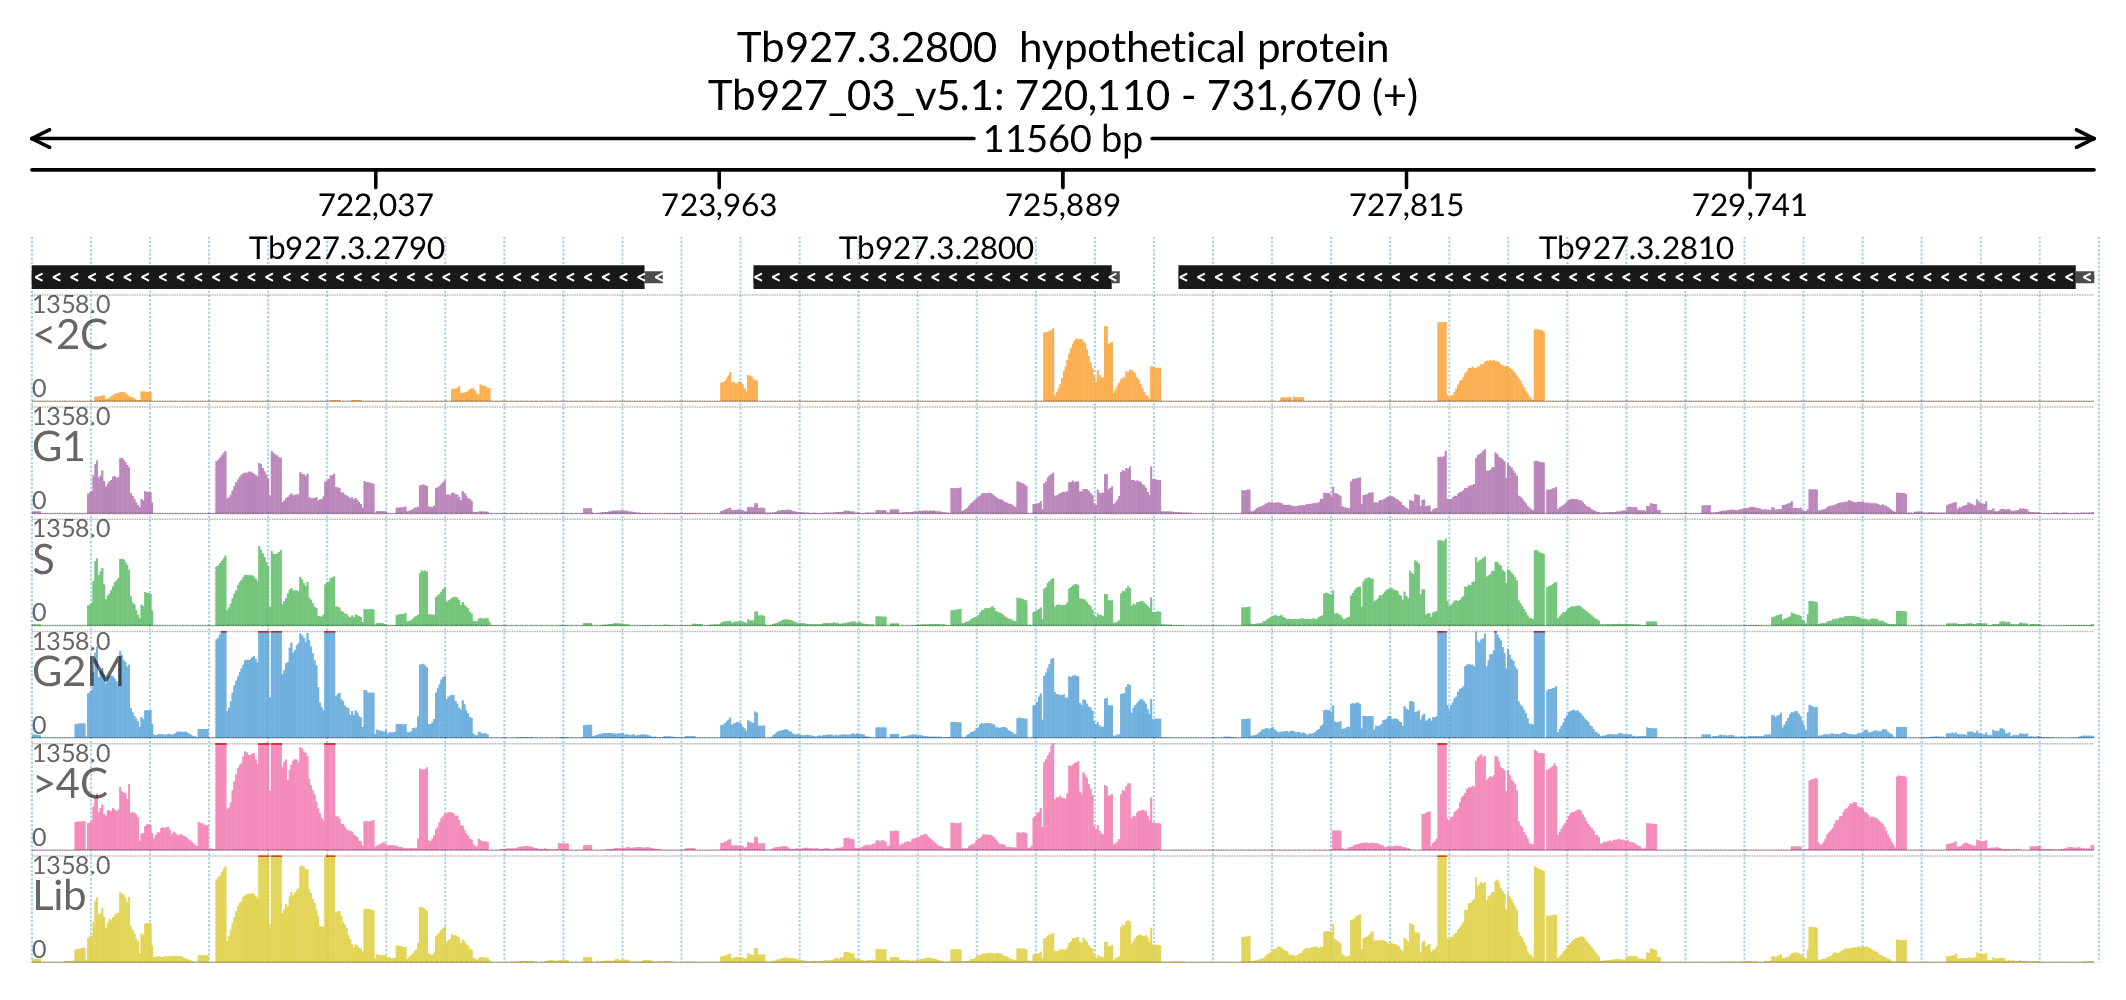 Tb927.3.2800  hypothetical protein
Tb927_03_v5.1: 720,110 - 731,670 (+)
11560 bp
722,037 723,963 725,889 727,815 729,741
Tb927.3.2790 Tb927.3.2800 Tb927.3.2810
1358.0
<2C
0
1358.0
G1
0
1358.0
S
0
1358.0
G2M
0
1358.0
>4C
0
1358.0
Lib
0